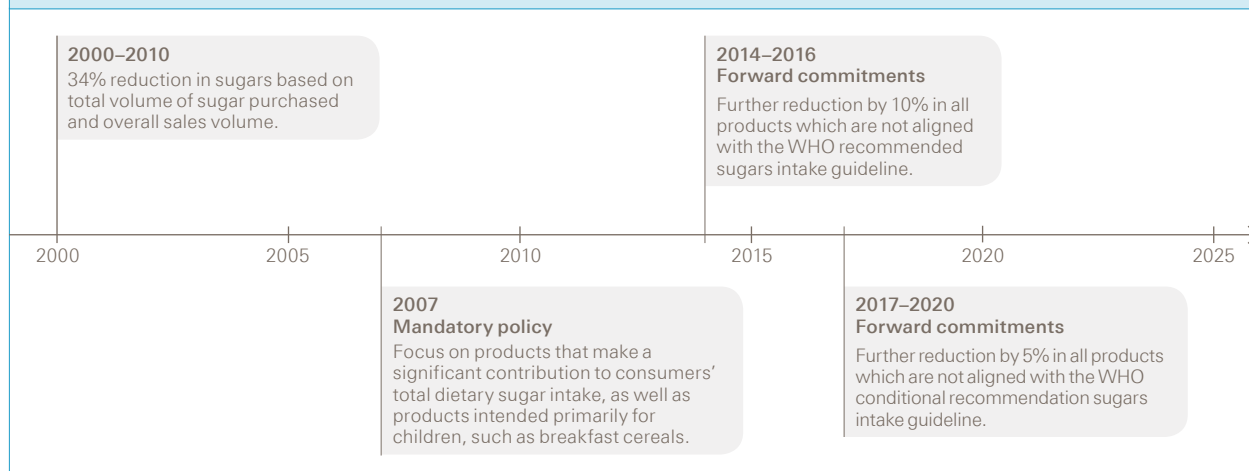 2000–2010
34% reduction in sugars based on
total volume of sugar purchased
and overall sales volume.
2014–2016
Forward commitments
Further reduction by 10% in all
products which are not aligned
with the WHO recommended
sugars intake guideline.
2000
2005
2010
2015
2020
2025
2007
Mandatory policy
Focus on products that make a
significant contribution to consumers’
total dietary sugar intake, as well as
products intended primarily for
children, such as breakfast cereals.
2017–2020
Forward commitments
Further reduction by 5% in all products
which are not aligned with the WHO
conditional recommendation sugars
intake guideline.